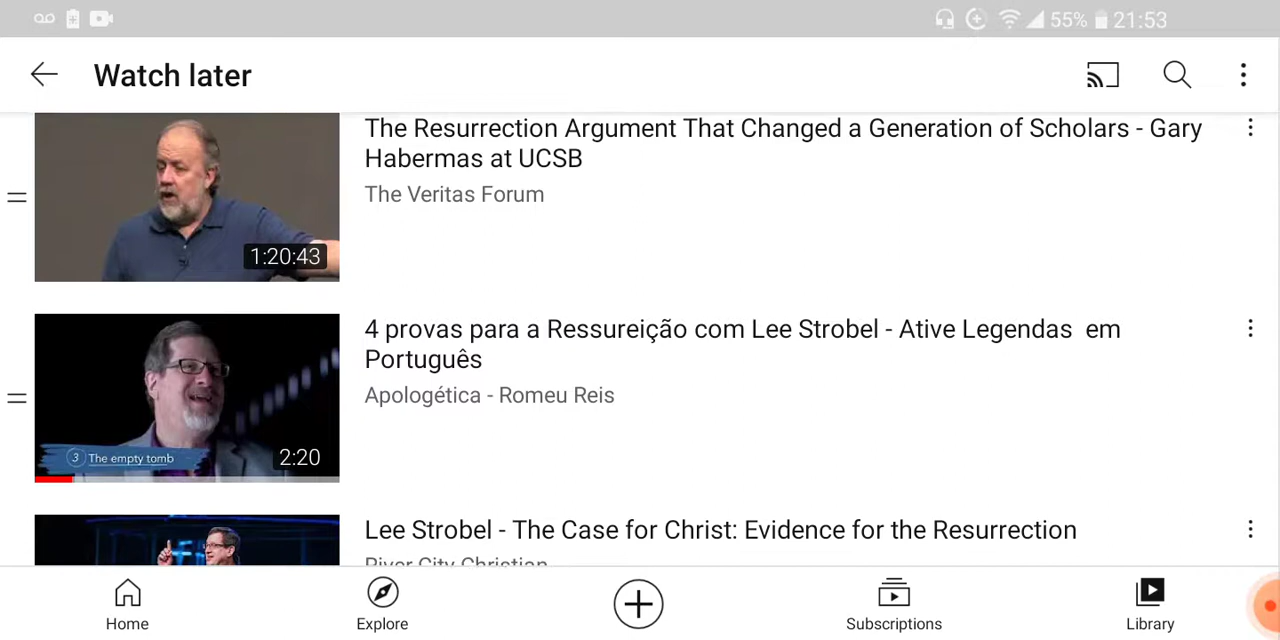 55% 21:53
Watch later
The Resurrection Argument That Changed a Generation of Scholars - Gary
Habermas at UCSB
The Veritas Forum
1:20:43
4 provas para a Ressureição com Lee Strobel - Ative Legendas em
Português
Apologética - Romeu Reis
3 The empty tomb
2:20
Lee Strobel - The Case for Christ: Evidence for the Resurrection
River City Christian
Home
Explore
Subscriptions
Library